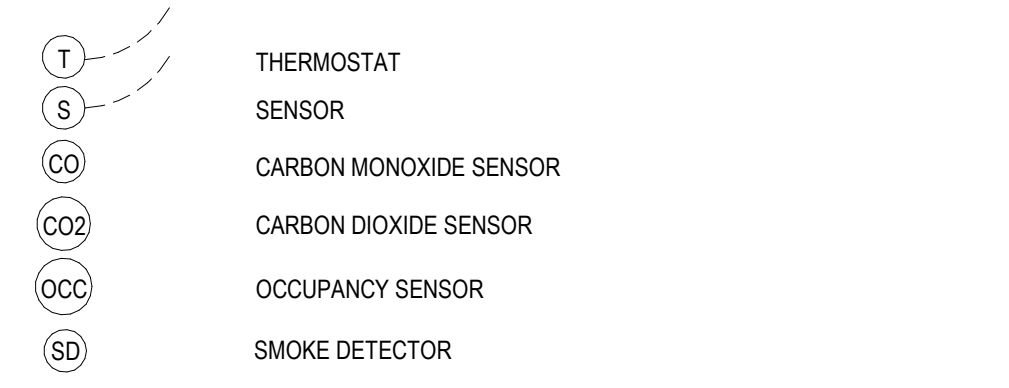 T THERMOSTAT
S SENSOR
CO CARBON MONOXIDE SENSOR
CO2 CARBON DIOXIDE SENSOR
OCC OCCUPANCY SENSOR
SD SMOKE DETECTOR